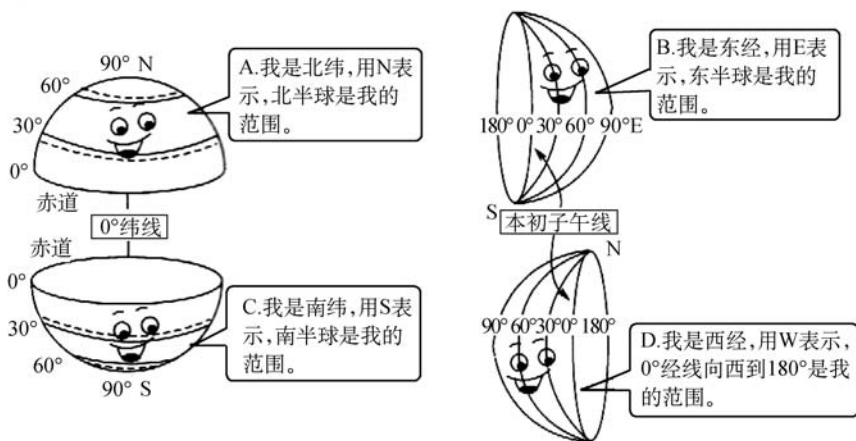 90° N
60°
30°
0°
赤道
A.我是北纬,用N表
示,北半球是我的
范围。
0°纬线
赤道
0°
30°
60°
90° S
C.我是南纬,用S表
示,南半球是我的
范围。
B.我是东经,用E表
示,东半球是我的
范围。
180° 0° 30° 60° 90°E
S
本初子午线
N
90° 60° 30° 0° 180°
D.我是西经,用W表示,
0°经线向西到180°是我
的范围。